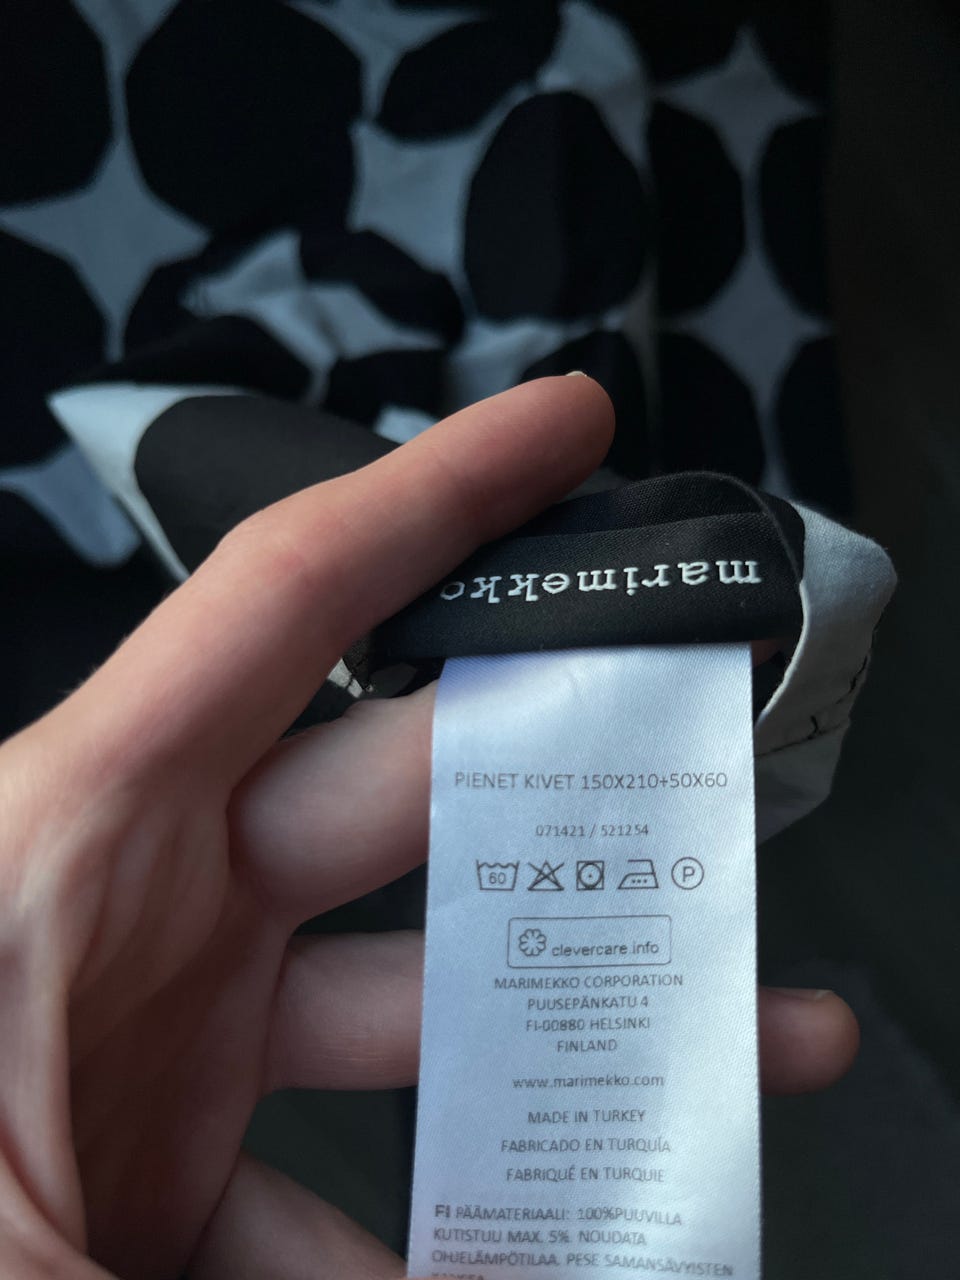 marimekko
PIENET KIVET 150X210+50X60
071421 / 521254
60 P
clevercare.info
MARIMEKKO CORPORATION
PUUSEPÄNKATU 4
FI-00880 HELSINKI
FINLAND
www.marimekko.com
MADE IN TURKEY
FABRICADO EN TURQUÍA
FABRIQUÉ EN TURQUIE
FI PÄÄMATERIAALI: 100%PUUVILLA
KUTISTUU MAX. 5%. NOUDATA
OHJELÄMPÖTILAA. PESE SAMANSÄVYISTEN